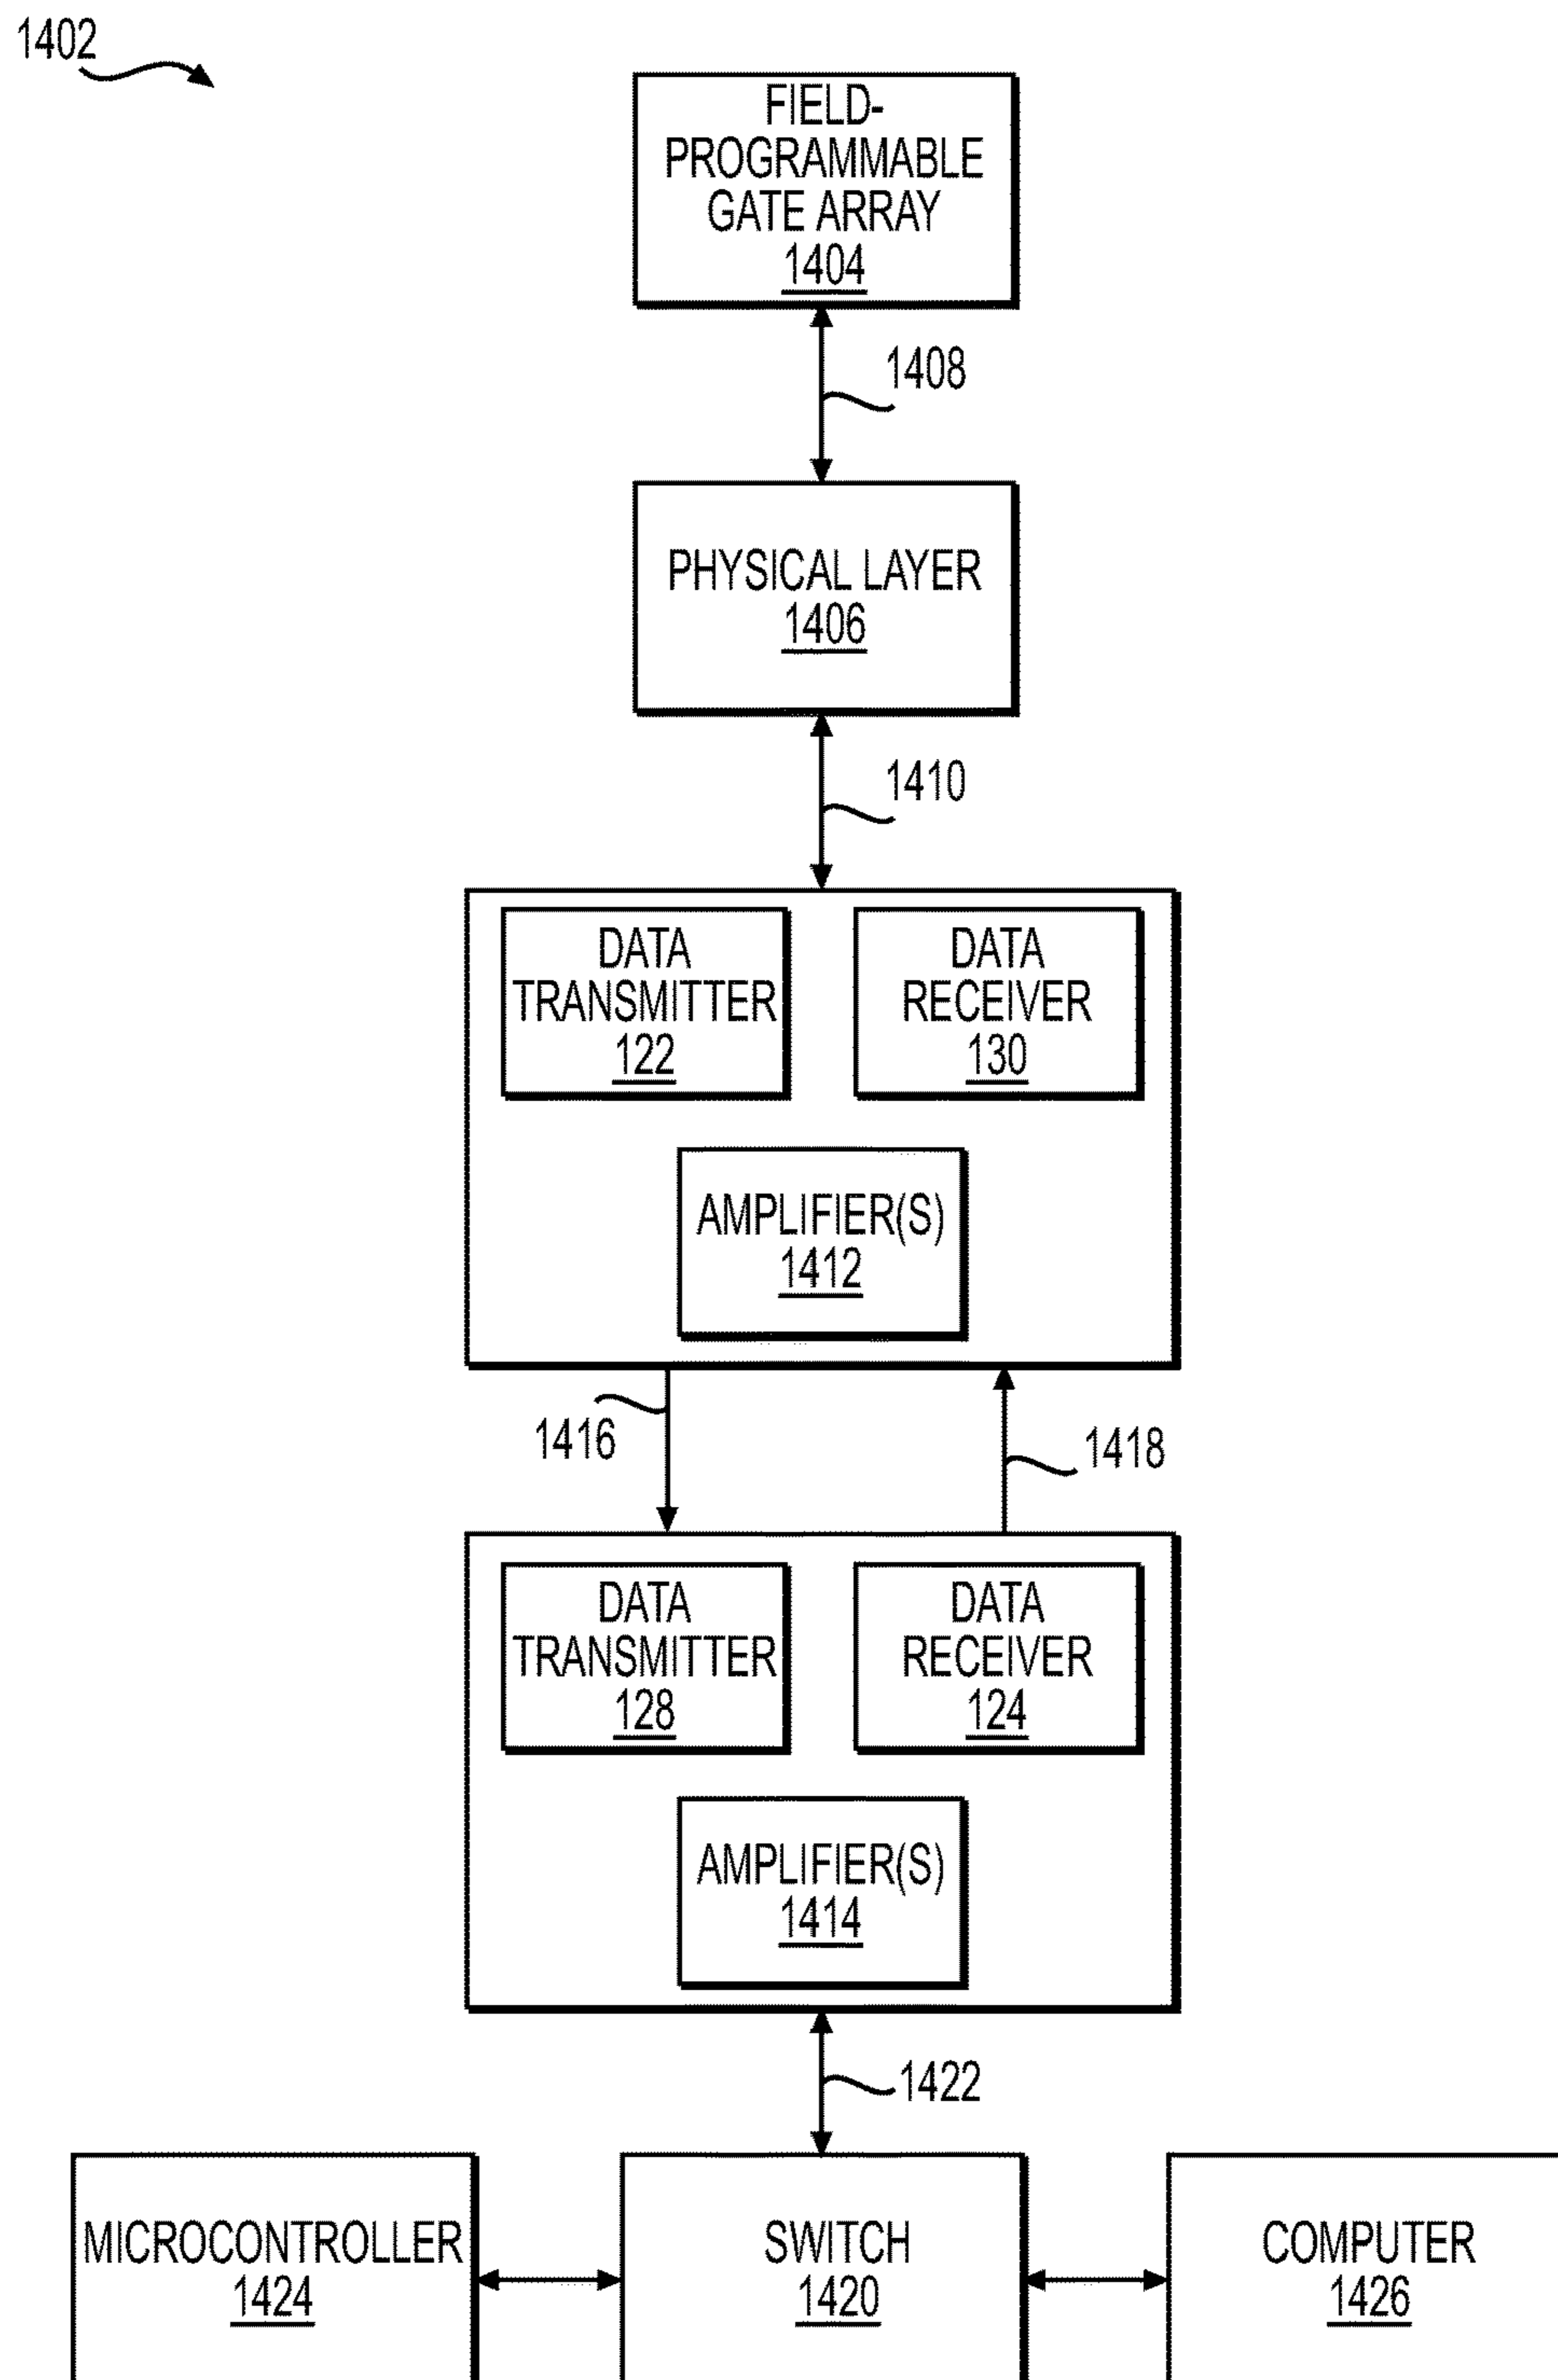 1402
FIELD-
PROGRAMMABLE
GATE ARRAY
1404
1408
PHYSICAL LAYER
1406
1410
DATA
TRANSMITTER
122
DATA
RECEIVER
130
AMPLIFIER(S)
1412
1416
1418
DATA
TRANSMITTER
128
DATA
RECEIVER
124
AMPLIFIER(S)
1414
1422
MICROCONTROLLER
1424
SWITCH
1420
COMPUTER
1426